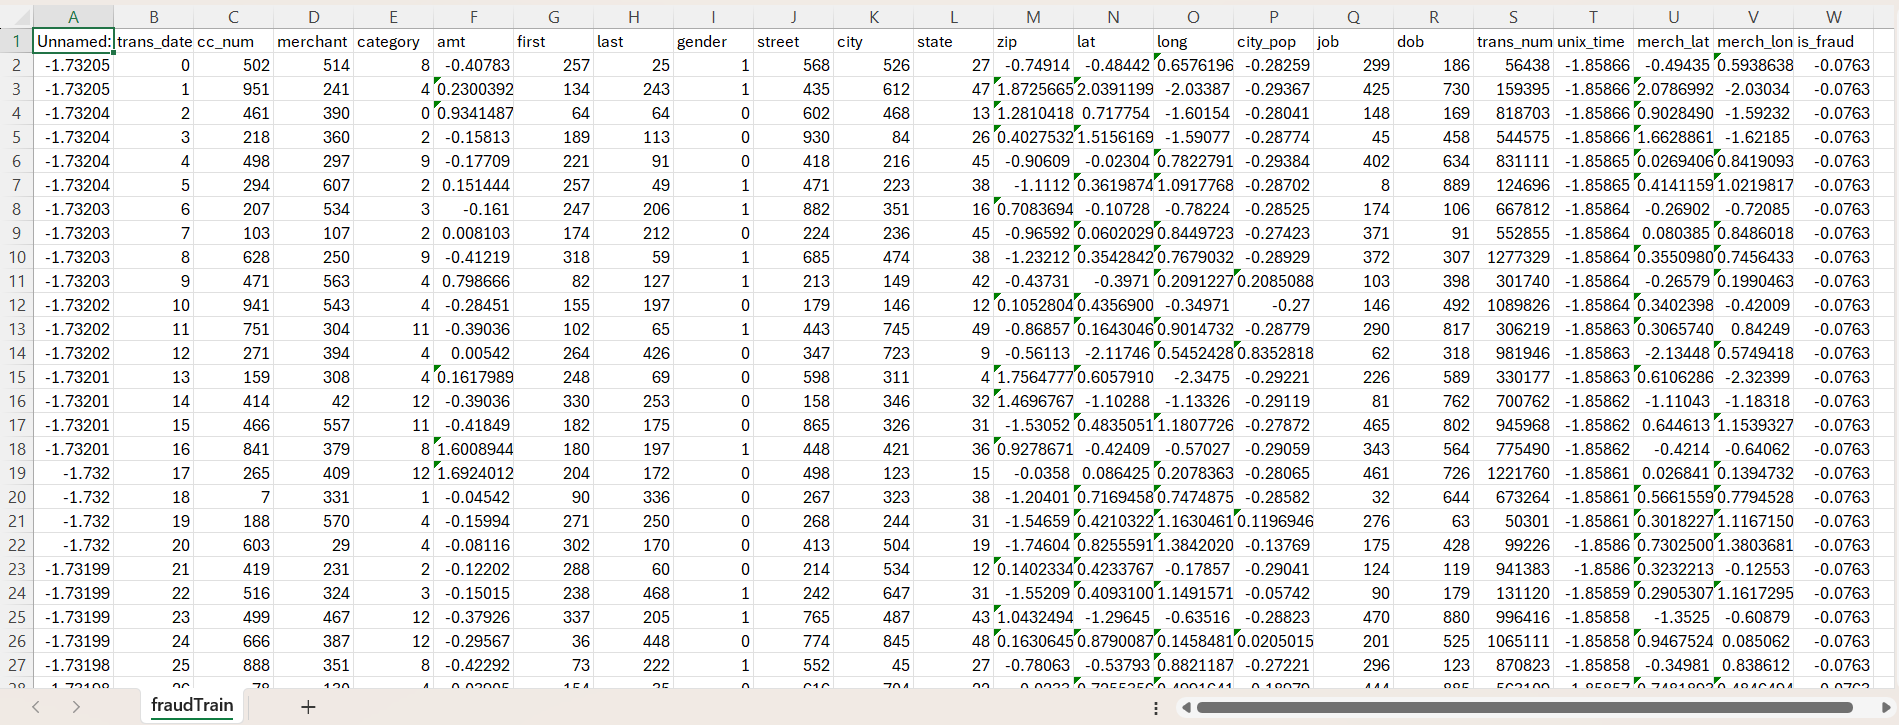 A B C D E F G H I J K L M N O P Q R S T U V W
1 Unnamed: trans_date cc_num merchant category amt first last gender street city state zip lat long city_pop job dob trans_num unix_time merch_lat merch_lon is_fraud
2 -1.73205 0 502 514 8 -0.40783 257 25 1 568 526 27 -0.74914 -0.48442 0.6576196 -0.28259 299 186 56438 -1.85866 -0.49435 0.5938638 -0.0763
3 -1.73205 1 951 241 4 0.2300392 134 243 1 435 612 47 1.8725665 2.0391199 -2.03387 -0.29367 425 730 159395 -1.85866 2.0786992 -2.03034 -0.0763
4 -1.73204 2 461 390 0 0.9341487 64 64 0 602 468 13 1.2810418 0.717754 -1.60154 -0.28041 148 169 818703 -1.85866 0.9028490 -1.59232 -0.0763
5 -1.73204 3 218 360 2 -0.15813 189 113 0 930 84 26 0.4027532 1.5156169 -1.59077 -0.28774 45 458 544575 -1.85866 1.6628861 -1.62185 -0.0763
6 -1.73204 4 498 297 9 -0.17709 221 91 0 418 216 45 -0.90609 -0.02304 0.7822791 -0.29384 402 634 831111 -1.85865 0.0269406 0.8419093 -0.0763
7 -1.73204 5 294 607 2 0.151444 257 49 1 471 223 38 -1.1112 0.3619874 1.0917768 -0.28702 8 889 124696 -1.85865 0.4141159 1.0219817 -0.0763
8 -1.73203 6 207 534 3 -0.161 247 206 1 882 351 16 0.7083694 -0.10728 -0.78224 -0.28525 174 106 667812 -1.85864 -0.26902 -0.72085 -0.0763
9 -1.73203 7 103 107 2 0.008103 174 212 0 224 236 45 -0.96592 0.0602029 0.8449723 -0.27423 371 91 552855 -1.85864 0.080385 0.8486018 -0.0763
10 -1.73203 8 628 250 9 -0.41219 318 59 1 685 474 38 -1.23212 0.3542842 0.7679032 -0.28929 372 307 1277329 -1.85864 0.3550980 0.7456433 -0.0763
11 -1.73203 9 471 563 4 0.798666 82 127 1 213 149 42 -0.43731 -0.3971 0.2091227 0.2085088 103 398 301740 -1.85864 -0.26579 0.1990463 -0.0763
12 -1.73202 10 941 543 4 -0.28451 155 197 0 179 146 12 0.1052804 0.4356900 -0.34971 -0.27 146 492 1089826 -1.85864 0.3402398 -0.42009 -0.0763
13 -1.73202 11 751 304 11 -0.39036 102 65 1 443 745 49 -0.86857 0.1643046 0.9014732 -0.28779 290 817 306219 -1.85863 0.3065740 0.84249 -0.0763
14 -1.73202 12 271 394 4 0.00542 264 426 0 347 723 9 -0.56113 -2.11746 0.5452428 0.8352818 62 318 981946 -1.85863 -2.13448 0.5749418 -0.0763
15 -1.73201 13 159 308 4 0.1617989 248 69 0 598 311 4 1.7564777 0.6057910 -2.3475 -0.29221 226 589 330177 -1.85863 0.6106286 -2.32399 -0.0763
16 -1.73201 14 414 42 12 -0.39036 330 253 0 158 346 32 1.4696767 -1.10288 -1.13326 -0.29119 81 762 700762 -1.85862 -1.11043 -1.18318 -0.0763
17 -1.73201 15 466 557 11 -0.41849 182 175 0 865 326 31 -1.53052 0.4835051 1.1807726 -0.27872 465 802 945968 -1.85862 0.644613 1.1539327 -0.0763
18 -1.73201 16 841 379 8 1.6008944 180 197 1 448 421 36 0.9278671 -0.42409 -0.57027 -0.29059 343 564 775490 -1.85862 -0.4214 -0.64062 -0.0763
19 -1.732 17 265 409 12 1.6924012 204 172 0 498 123 15 -0.0358 0.086425 0.2078363 -0.28065 461 726 1221760 -1.85861 0.026841 0.1394732 -0.0763
20 -1.732 18 7 331 1 -0.04542 90 336 0 267 323 38 -1.20401 0.7169458 0.7474875 -0.28582 32 644 673264 -1.85861 0.5661559 0.7794528 -0.0763
21 -1.732 19 188 570 4 -0.15994 271 250 0 268 244 31 -1.54659 0.4210322 1.1630461 0.1196946 276 63 50301 -1.85861 0.3018227 1.1167150 -0.0763
22 -1.732 20 603 29 4 -0.08116 302 170 0 413 504 19 -1.74604 0.8255591 1.3842020 -0.13769 175 428 99226 -1.8586 0.7302500 1.3803681 -0.0763
23 -1.73199 21 419 231 2 -0.12202 288 60 0 214 534 12 0.1402334 0.4233767 -0.17857 -0.29041 124 119 941383 -1.8586 0.3232213 -0.12553 -0.0763
24 -1.73199 22 516 324 3 -0.15015 238 468 1 242 647 31 -1.55209 0.4093100 1.1491571 -0.05742 90 179 131120 -1.85859 0.2905307 1.1617295 -0.0763
25 -1.73199 23 499 467 12 -0.37926 337 205 1 765 487 43 1.0432494 -1.29645 -0.63516 -0.28823 470 880 996416 -1.85858 -1.3525 -0.60879 -0.0763
26 -1.73199 24 666 387 12 -0.29567 36 448 0 774 845 48 0.1630645 0.8790087 0.1458481 0.0205015 201 525 1065111 -1.85858 0.9467524 0.085062 -0.0763
27 -1.73198 25 888 351 8 -0.42292 73 222 1 552 45 27 -0.78063 -0.53793 0.8821187 -0.27221 296 123 870823 -1.85858 -0.34981 0.838612 -0.0763
fraudTrain